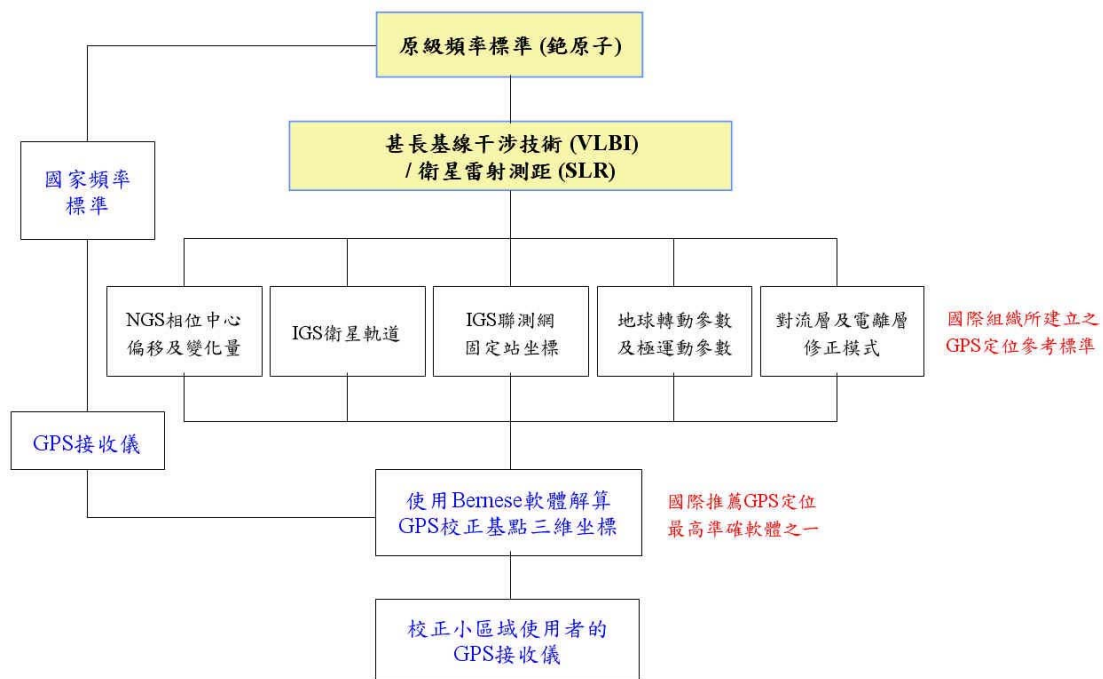 原級頻率標準 (銫原子)
甚長基線干涉技術 (VLBI)
/ 衛星雷射測距 (SLR)
國家頻率
標準
NGS相位中心
偏移及變化量
IGS衛星軌道
IGS聯測網
固定站坐標
地球轉動參數
及極運動參數
對流層及電離層
修正模式
國際組織所建立之
GPS定位參考標準
GPS接收儀
使用Bernese軟體解算
GPS校正基點三維坐標
國際推薦GPS定位
最高準確軟體之一
校正小區域使用者的
GPS接收儀